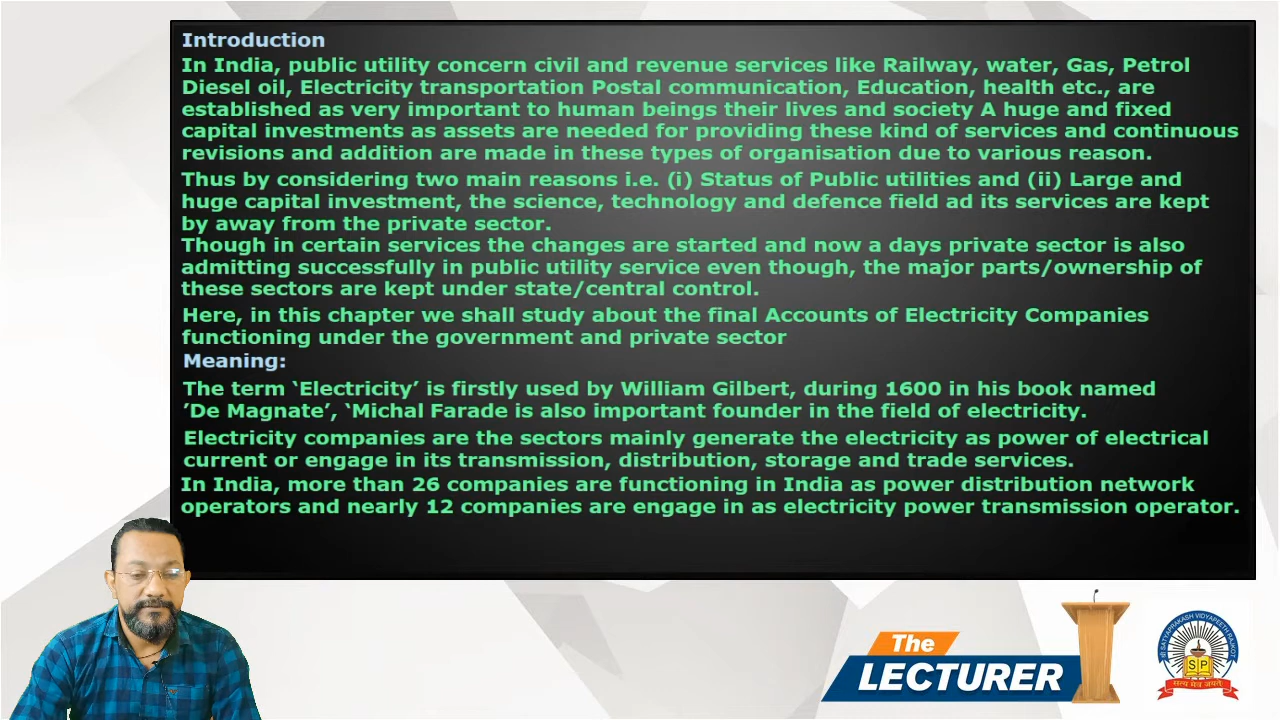 Introduction
In India, public utility concern civil and revenue services like Railway, water, Gas, Petrol
Diesel oil, Electricity transportation Postal communication, Education, health etc., are
established as very important to human beings their lives and society A huge and fixed
capital investments as assets are needed for providing these kind of services and continuous
revisions and addition are made in these types of organisation due to various reason.
Thus by considering two main reasons i.e. (i) Status of Public utilities and (ii) Large and
huge capital investment, the science, technology and defence field ad its services are kept
by away from the private sector.
Though in certain services the changes are started and now a days private sector is also
admitting successfully in public utility service even though, the major parts/ownership of
these sectors are kept under state/central control.
Here, in this chapter we shall study about the final Accounts of Electricity Companies
functioning under the government and private sector
Meaning:
The term ‘Electricity’ is firstly used by William Gilbert, during 1600 in his book named
’De Magnate’, ‘Michal Farade is also important founder in the field of electricity.
Electricity companies are the sectors mainly generate the electricity as power of electrical
current or engage in its transmission, distribution, storage and trade services.
In India, more than 26 companies are functioning in India as power distribution network
operators and nearly 12 companies are engage in as electricity power transmission operator.
The
LECTURER
SATYAPRAKASH VIDYAPEETH RAJKOT
S P
सत्य मेव जयते